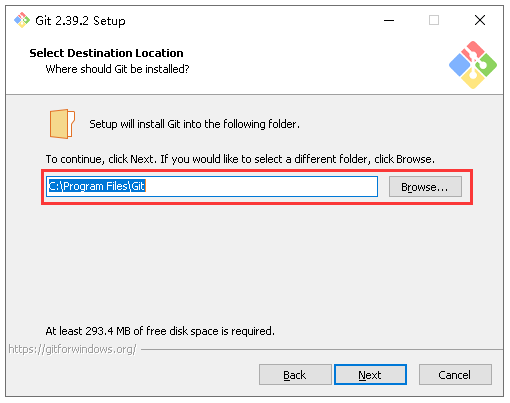 Git 2.39.2 Setup
Select Destination Location
Where should Git be installed?
Setup will install Git into the following folder.
To continue, click Next. If you would like to select a different folder, click Browse.
C:\Program Files\Git
Browse...
At least 293.4 MB of free disk space is required.
https://gitforwindows.org/
Back
Next
Cancel